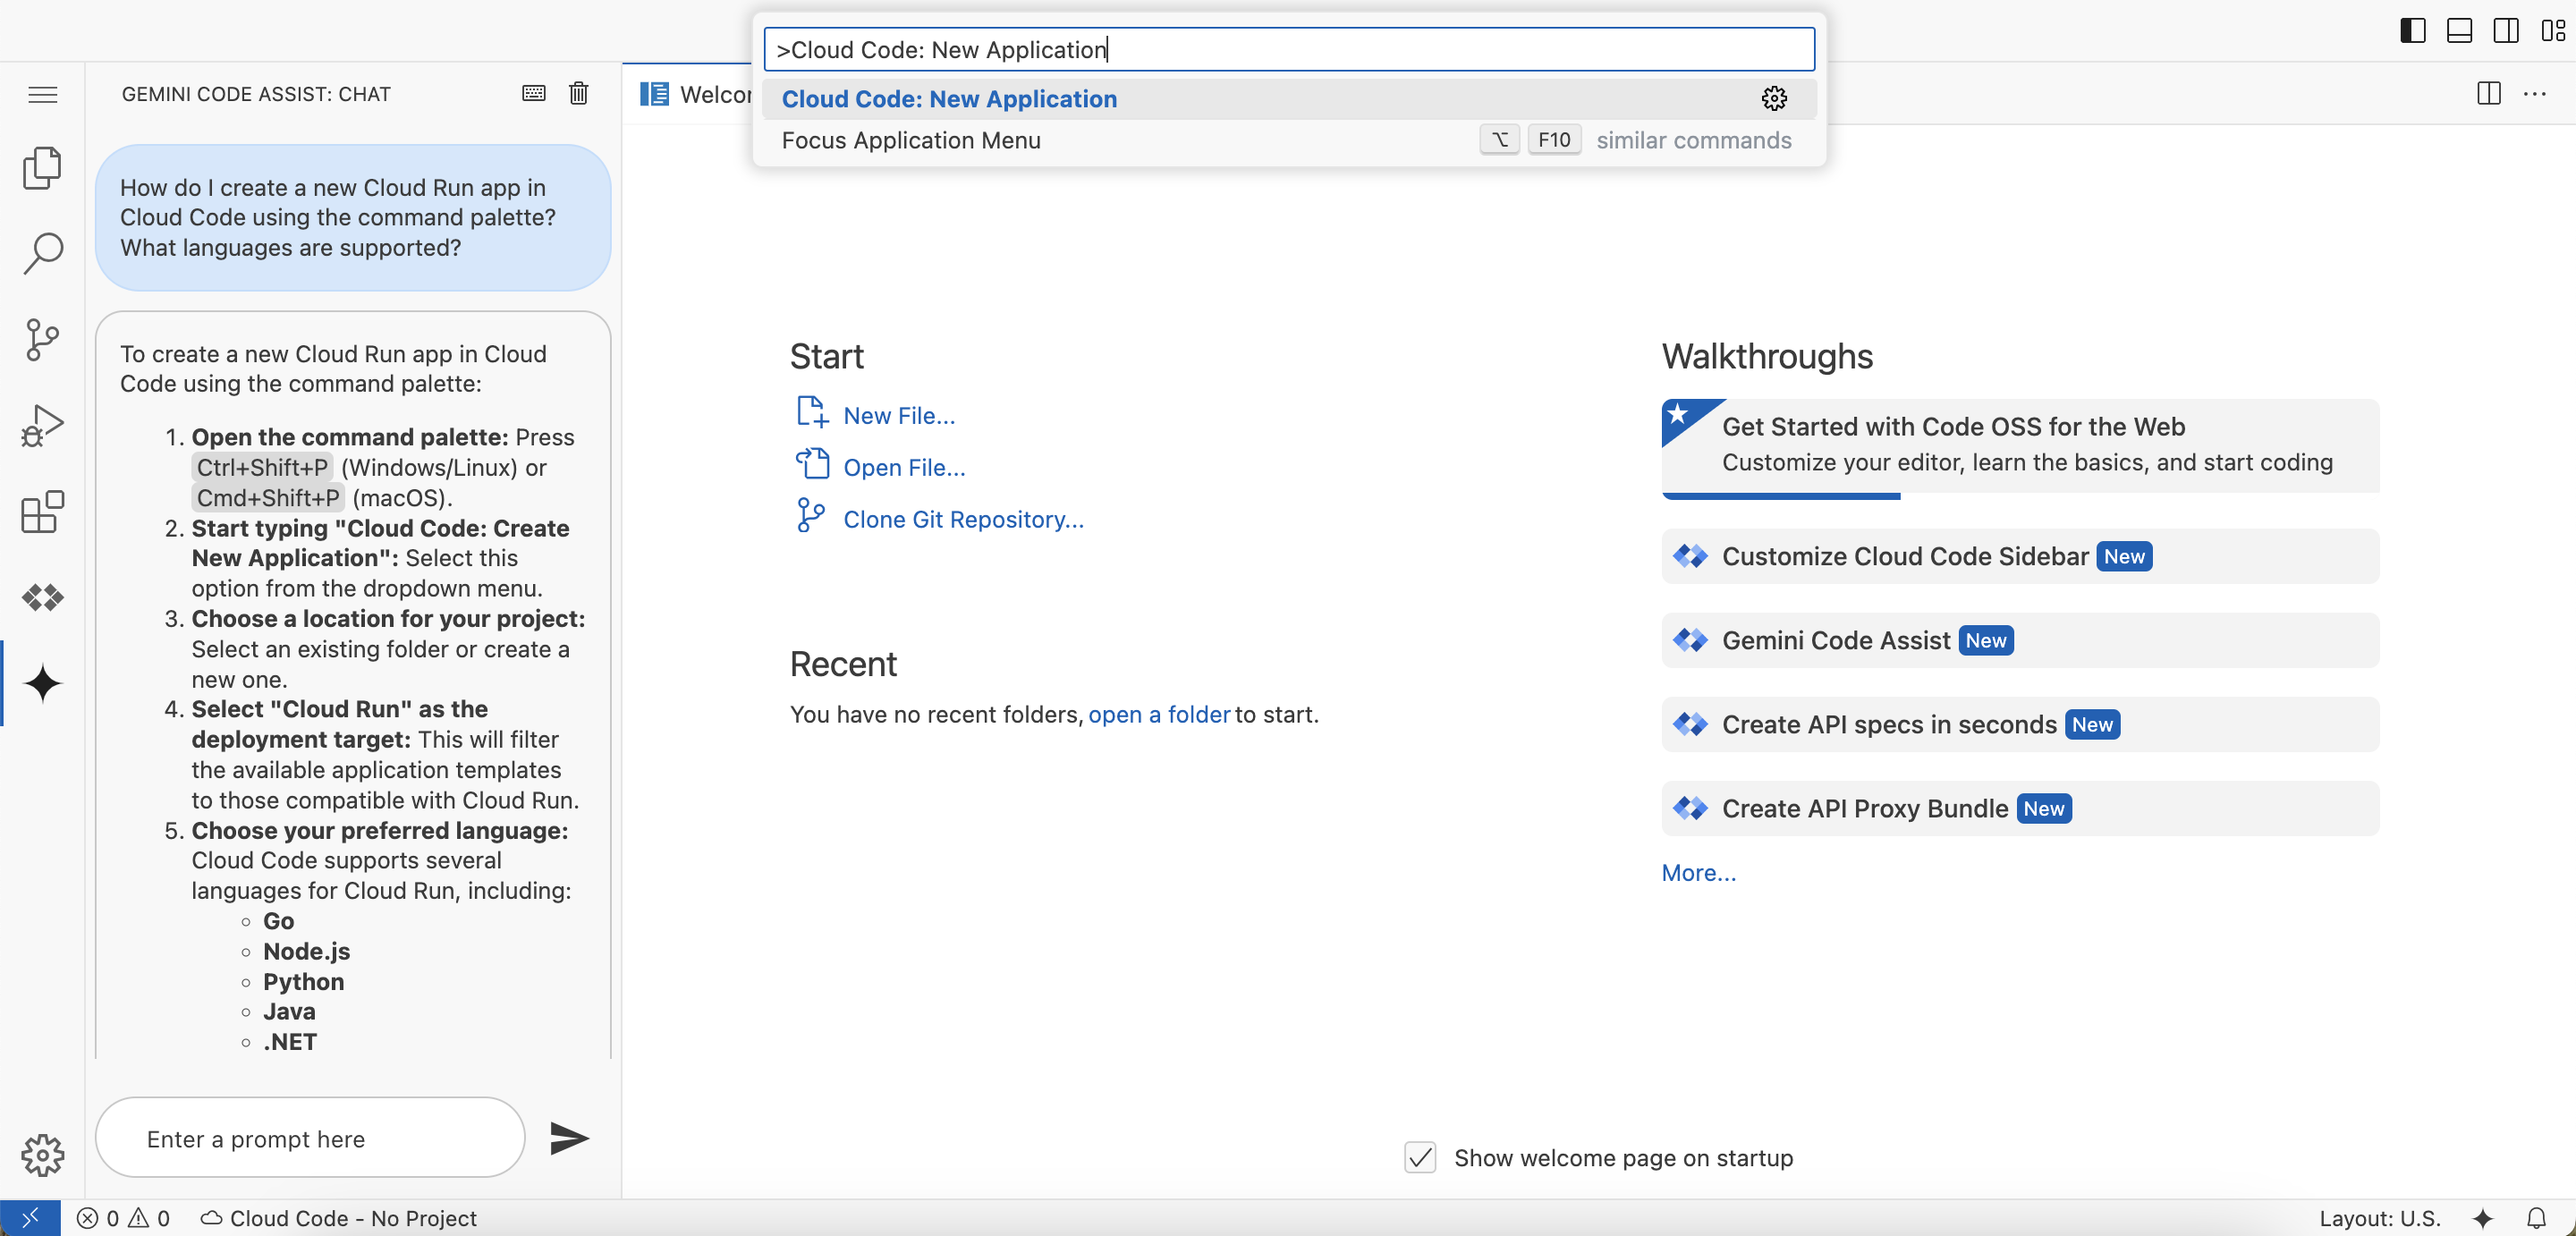 >Cloud Code: New Application
Cloud Code: New Application
Focus Application Menu
⌥ F10 similar commands
GEMINI CODE ASSIST: CHAT
How do I create a new Cloud Run app in
Cloud Code using the command palette?
What languages are supported?
To create a new Cloud Run app in Cloud
Code using the command palette:
1. Open the command palette: Press
Ctrl+Shift+P (Windows/Linux) or
Cmd+Shift+P (macOS).
2. Start typing "Cloud Code: Create
New Application": Select this
option from the dropdown menu.
3. Choose a location for your project:
Select an existing folder or create a
new one.
4. Select "Cloud Run" as the
deployment target: This will filter
the available application templates
to those compatible with Cloud Run.
5. Choose your preferred language:
Cloud Code supports several
languages for Cloud Run, including:
Go
Node.js
Python
Java
.NET
Enter a prompt here
Start
New File...
Open File...
Clone Git Repository...
Recent
You have no recent folders, open a folder to start.
Walkthroughs
Get Started with Code OSS for the Web
Customize your editor, learn the basics, and start coding
Customize Cloud Code Sidebar New
Gemini Code Assist New
Create API specs in seconds New
Create API Proxy Bundle New
More...
Show welcome page on startup
0 0 Cloud Code - No Project
Layout: U.S.